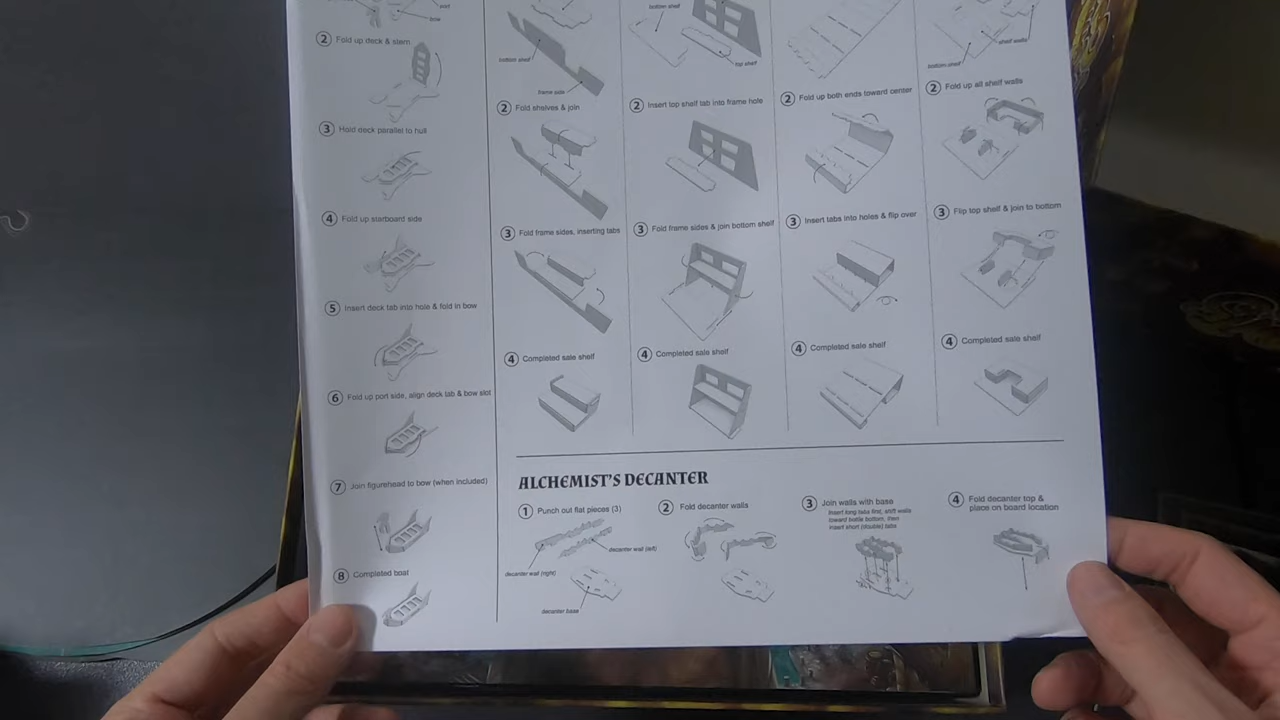 port
bow
2 Fold up deck & stern
3 Hold deck parallel to hull
4 Fold up starboard side
5 Insert deck tab into hole & fold in bow
6 Fold up port side, align deck tab & bow slot
7 Join figurehead to bow (when included)
8 Completed boat
bottom shelf
frame side
2 Fold shelves & join
3 Fold frame sides, inserting tabs
4 Completed sale shelf
bottom shelf
top shelf
2 Insert top shelf tab into frame hole
3 Fold frame sides & join bottom shelf
4 Completed sale shelf
2 Fold up both ends toward center
3 Insert tabs into holes & flip over
4 Completed sale shelf
shelf walls
bottom shelf
2 Fold up all shelf walls
3 Flip top shelf & join to bottom
4 Completed sale shelf
ALCHEMIST'S DECANTER
1 Punch out flat pieces (3)
decanter wall (left)
decanter wall (right)
decanter base
2 Fold decanter walls
3 Join walls with base
Insert long tabs first, shift walls
toward bottle bottom, then
insert short (double) tabs
4 Fold decanter top &
place on board location